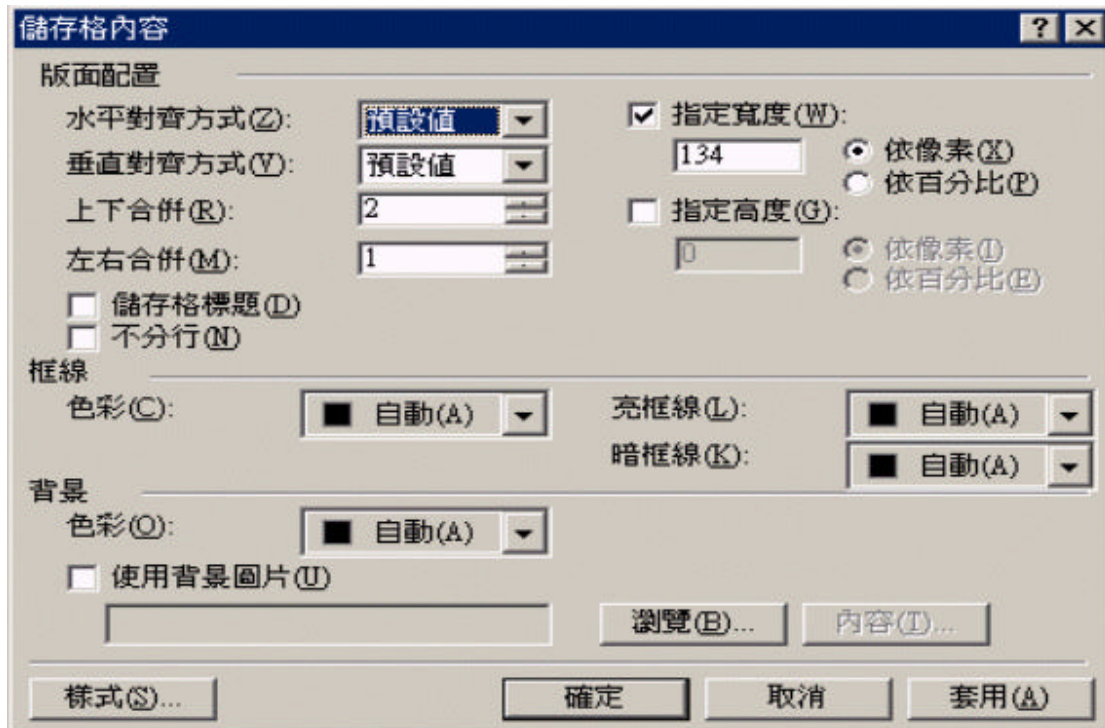 儲存格內容
版面配置
水平對齊方式(Z): 預設值
垂直對齊方式(V): 預設值
上下合併(R): 2
左右合併(M): 1
儲存格標題(D)
不分行(N)
指定寬度(W):
134 依像素(X)
依百分比(P)
指定高度(G):
0 依像素(I)
依百分比(E)
框線
色彩(C): 自動(A)
亮框線(L): 自動(A)
暗框線(K): 自動(A)
背景
色彩(O): 自動(A)
使用背景圖片(U)
瀏覽(B)... 內容(T)...
樣式(S)... 確定 取消 套用(A)